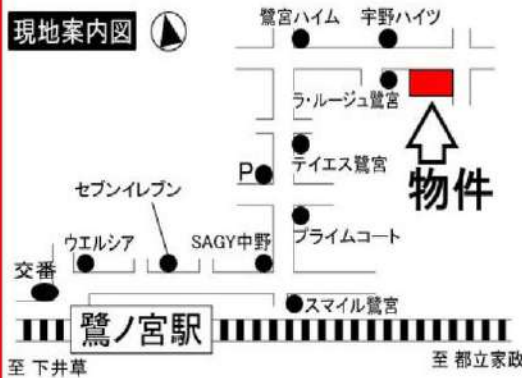 現地案内図
鷺宮ハイム
宇野ハイツ
ラ・ルージュ鷺宮
P
テイエス鷺宮
物件
セブンイレブン
ウエルシア
SAGY中野
プライムコート
交番
スマイル鷺宮
鷺ノ宮駅
至 下井草
至 都立家政